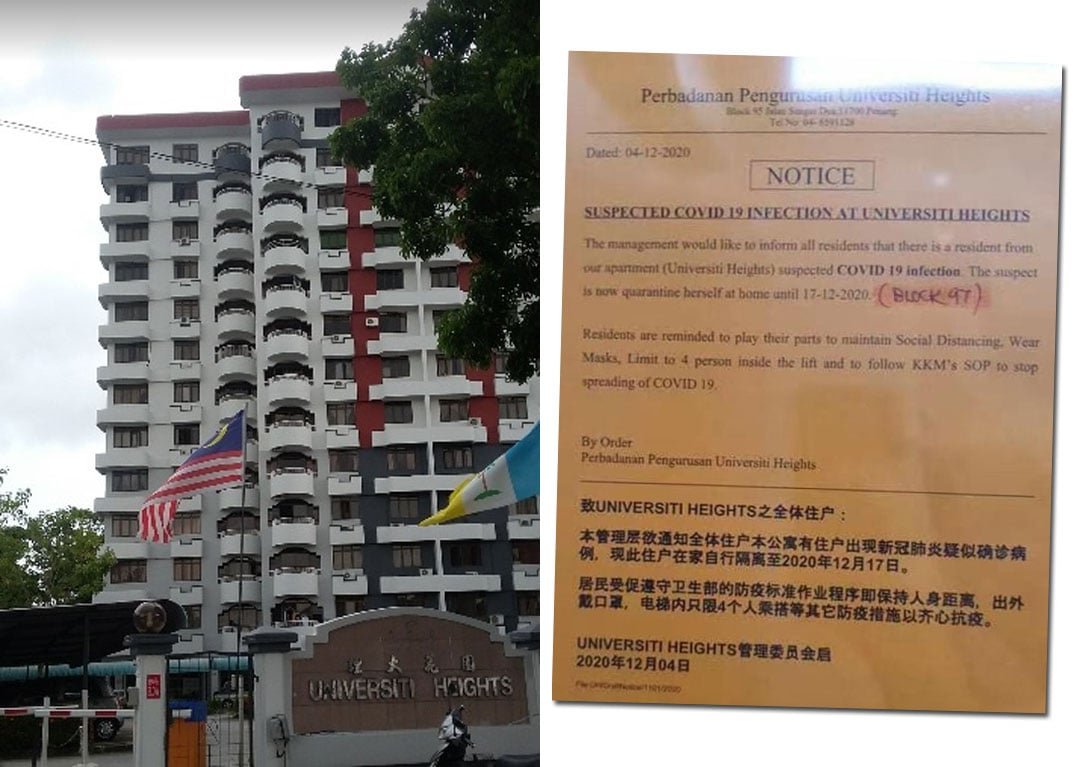 理大花園
UNIVERSITI HEIGHTS
Perbadanan Pengurusan Universiti Heights
Block 95 Jalan Sungai Dua, 11700 Penang
Tel No: 04- 6591128
Dated: 04-12-2020
NOTICE
SUSPECTED COVID 19 INFECTION AT UNIVERSITI HEIGHTS
The management would like to inform all residents that there is a resident from
our apartment (Universiti Heights) suspected COVID 19 infection. The suspect
is now quarantine herself at home until 17-12-2020. (BLOCK 97)
Residents are reminded to play their parts to maintain Social Distancing, Wear
Masks, Limit to 4 person inside the lift and to follow KKM's SOP to stop
spreading of COVID 19.
By Order
Perbadanan Pengurusan Universiti Heights
致UNIVERSITI HEIGHTS之全体住户：
本管理层欲通知全体住户本公寓有住户出现新冠肺炎疑似确诊病
例，现此住户在家自行隔离至2020年12月17日。
居民受促遵守卫生部的防疫标准作业程序即保持人身距离，出外
戴口罩，电梯内只限4个人乘搭等其它防疫措施以齐心抗疫。
UNIVERSITI HEIGHTS管理委员会启
2020年12月04日